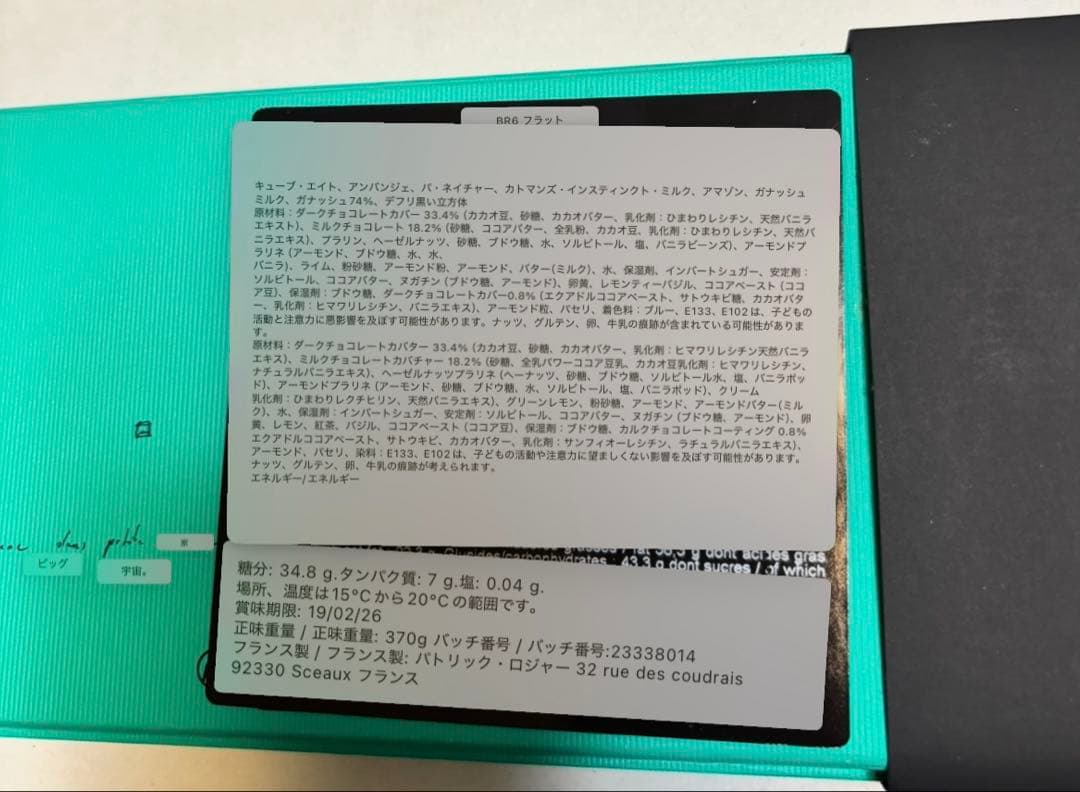 BR6 フラット
キューブ・エイト、アンバンジェ、バ・ネイチャー、カトマンズ・インスティンクト・ミルク、アマゾン、ガナッシュ
ミルク、ガナッシュ74%、デフリ黒い立方体
原材料：ダークチョコレートカバー 33.4% (カカオ豆、砂糖、カカオバター、乳化剤：ひまわりレシチン、天然バニラ
エキスト)、ミルクチョコレート 18.2% (砂糖、ココアバター、全乳粉、カカオ豆、乳化剤：ひまわりレシチン、天然バ
ニラエキス)、プラリン、ヘーゼルナッツ、砂糖、ブドウ糖、水、ソルビトール、塩、バニラビーンズ)、アーモンドプ
ラリネ (アーモンド、ブドウ糖、水、水、
バニラ)、ライム、粉砂糖、アーモンド粉、アーモンド、バター(ミルク)、水、保湿剤、インバートシュガー、安定剤：
ソルビトール、ココアバター、ヌガチン (ブドウ糖、アーモンド)、卵黄、レモンティーバジル、ココアペースト (ココ
ア豆)、保湿剤：ブドウ糖、ダークチョコレートカバー0.8% (エクアドルココアペースト、サトウキビ糖、カカオバタ
ー、乳化剤：ヒマワリレシチン、バニラエキス)、アーモンド粒、パセリ、着色料：ブルー、E133、E102 は、子どもの
活動と注意力に悪影響を及ぼす可能性があります。ナッツ、グルテン、卵、牛乳の痕跡が含まれている可能性がありま
す。
原材料：ダークチョコレートカバター 33.4% (カカオ豆、砂糖、カカオバター、乳化剤：ヒマワリレシチン天然バニラ
エキス)、ミルクチョコレートカバチャー 18.2% (砂糖、全乳パワーココア豆乳、カカオ豆乳化剤：ヒマワリレシチン、
ナチュラルバニラエキス)、ヘーゼルナッツプラリネ (ヘーナッツ、砂糖、ブドウ糖、ソルビトール水、塩、バニラポッ
ド)、アーモンドプラリネ (アーモンド、砂糖、ブドウ糖、水、ソルビトール、塩、バニラポッド)、クリーム
乳化剤：ひまわりレクチヒリン、天然バニラエキス)、グリーンレモン、粉砂糖、アーモンド、アーモンドバター(ミル
ク)、水、保湿剤：インバートシュガー、安定剤：ソルビトール、ココアバター、ヌガチン (ブドウ糖、アーモンド)、卵
黄、レモン、紅茶、バジル、ココアペースト (ココア豆)、保湿剤：ブドウ糖、カルクチョコレートコーティング 0.8%
エクアドルココアペースト、サトウキビ、カカオバター、乳化剤：サンフィオーレシチン、ラチュラルバニラエキス)、
アーモンド、パセリ、染料：E133、E102 は、子どもの活動や注意力に望ましくない影響を及ぼす可能性があります。
ナッツ、グルテン、卵、牛乳の痕跡が考えられます。
エネルギー/ エネルギー
Glusides/carbonhydrates : 43,3 g dont sucres / of which
糖分: 34.8 g.タンパク質: 7 g.塩: 0.04 g.
場所、温度は15°Cから20°Cの範囲です。
賞味期限: 19/02/26
正味重量 / 正味重量: 370g バッチ番号 / バッチ番号:23338014
フランス製 / フランス製: パトリック・ロジャー 32 rue des coudrais
92330 Sceaux フランス
ビッグ
宇宙。